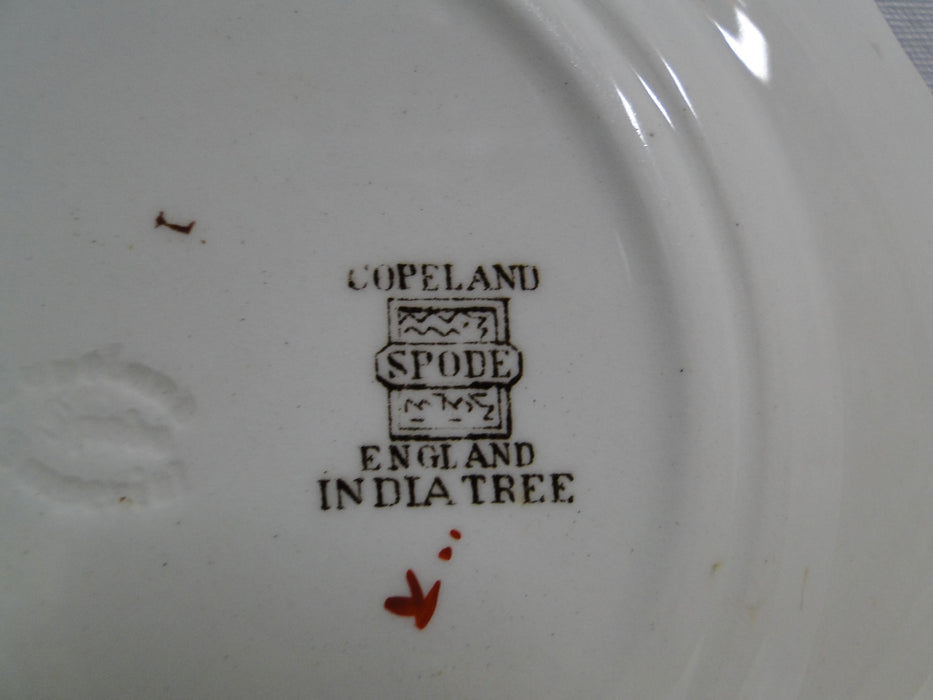 COPELAND
SPODE
ENGLAND
INDIA TREE